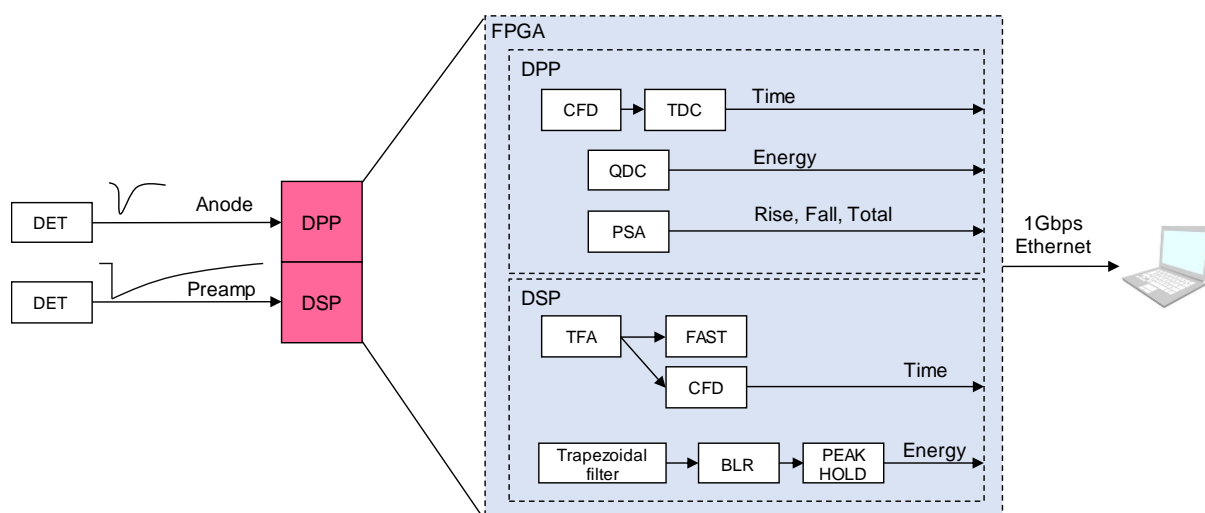 FPGA
DPP
CFD
TDC
Time
QDC
Energy
PSA
Rise, Fall, Total
DET
Anode
DPP
DET
Preamp
DSP
DSP
TFA
FAST
CFD
Time
Trapezoidal
filter
BLR
PEAK
HOLD
Energy
1Gbps
Ethernet